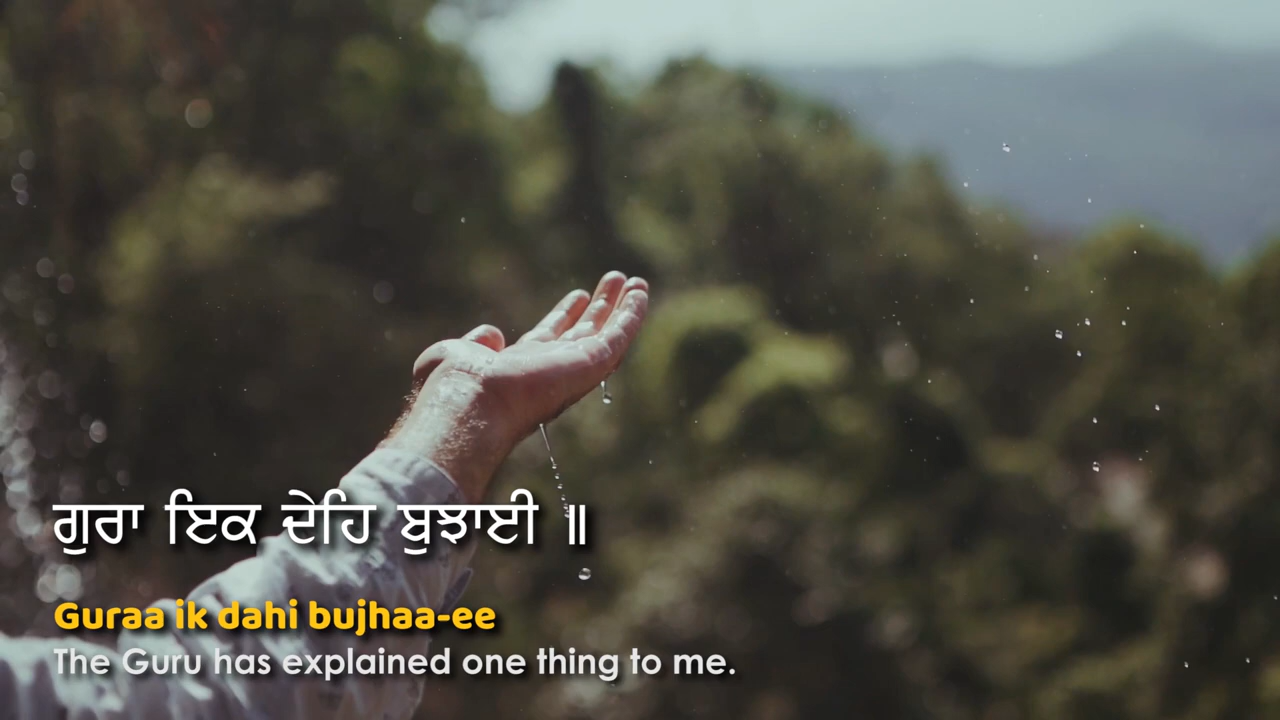 ਗੁਰਾ ਇਕ ਦੇਹਿ ਬੁਝਾਈ ॥
Guraa ik dahi bujhaa-ee
The Guru has explained one thing to me.